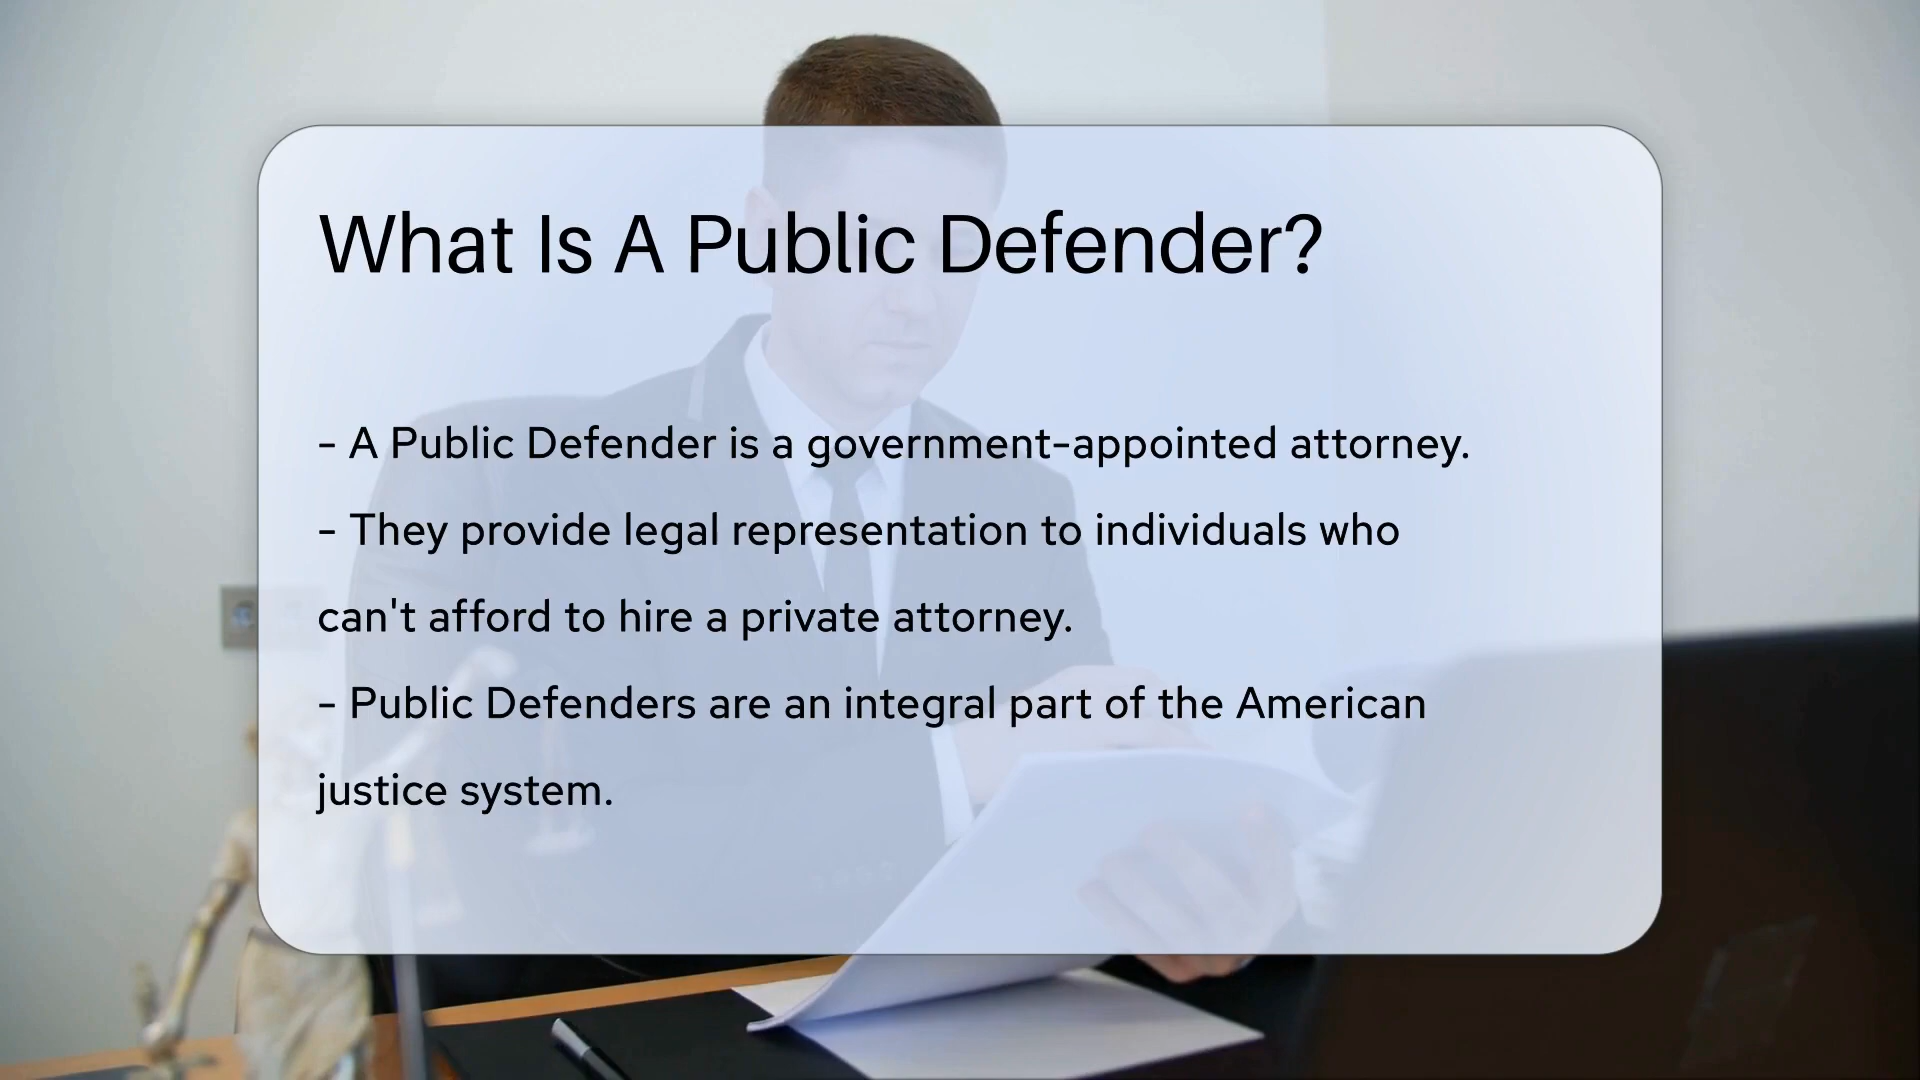 What Is A Public Defender?
- A Public Defender is a government-appointed attorney.
- They provide legal representation to individuals who
can't afford to hire a private attorney.
- Public Defenders are an integral part of the American
justice system.